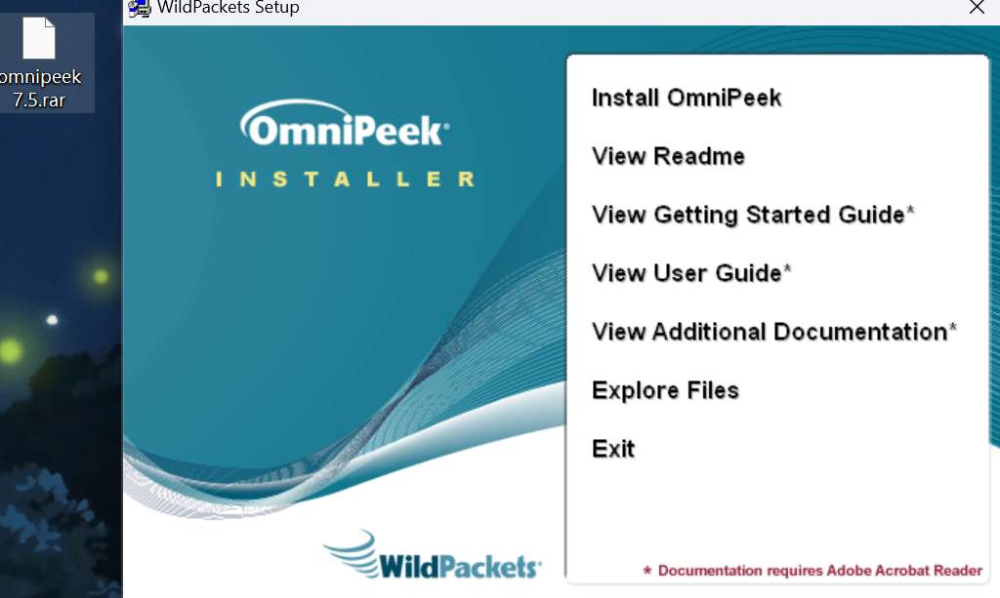 WildPackets Setup
omnipeek
7.5.rar
OmniPeek®
INSTALLER
Install OmniPeek
View Readme
View Getting Started Guide*
View User Guide*
View Additional Documentation*
Explore Files
Exit
WildPackets®
* Documentation requires Adobe Acrobat Reader